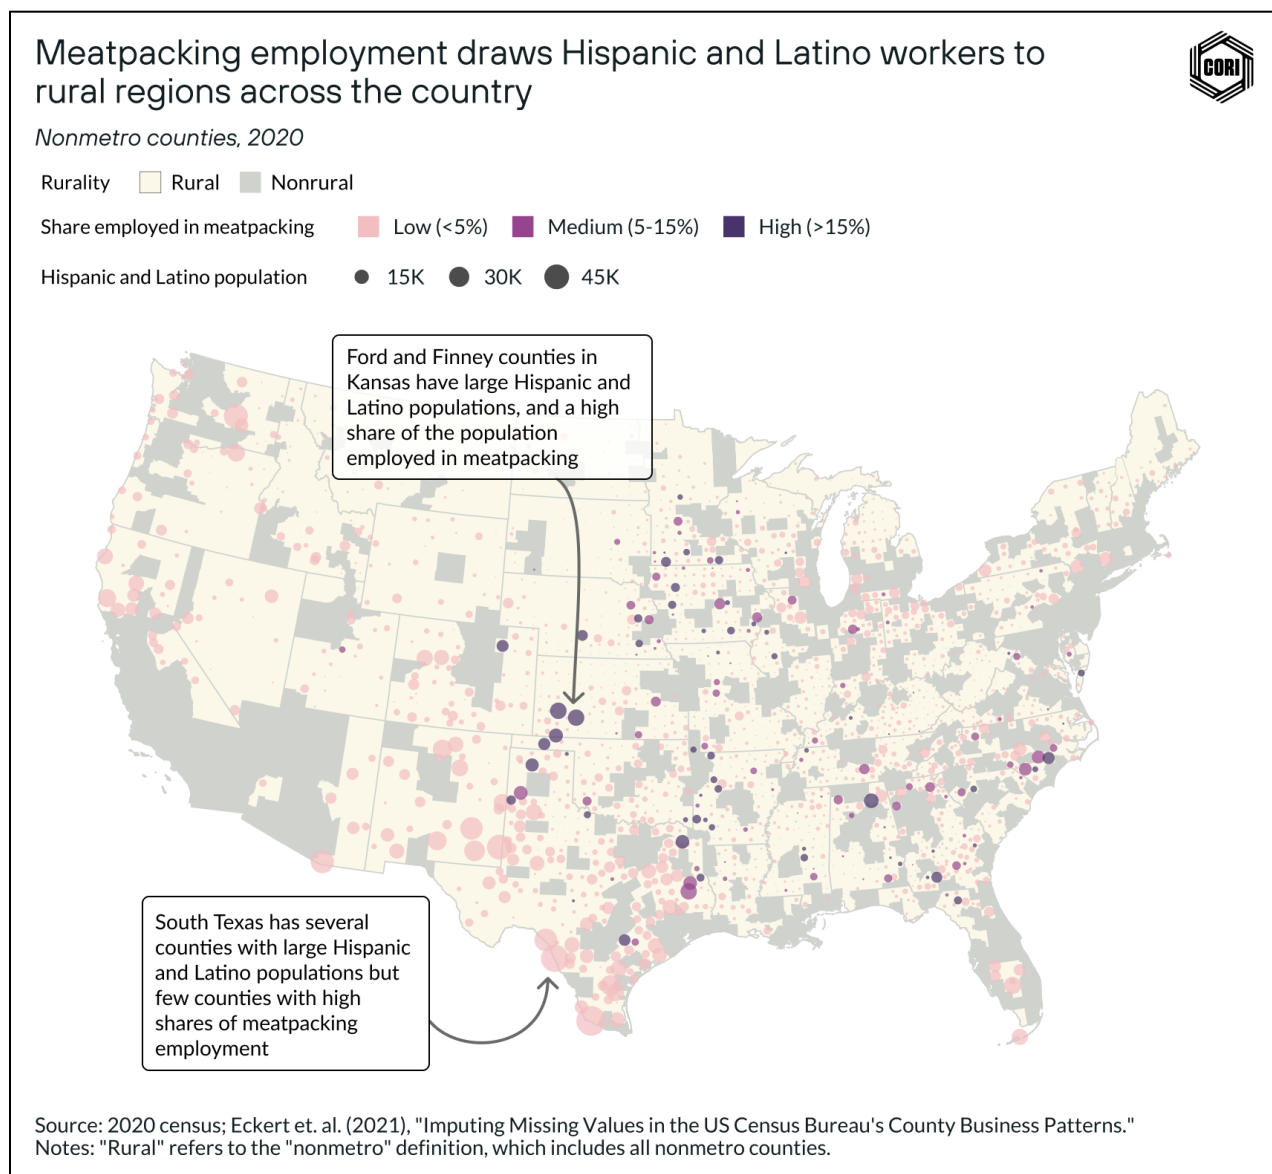 Meatpacking employment draws Hispanic and Latino workers to
rural regions across the country
CORI
Nonmetro counties, 2020
Rurality Rural Nonrural
Share employed in meatpacking Low (<5%) Medium (5-15%) High (>15%)
Hispanic and Latino population 15K 30K 45K
Ford and Finney counties in
Kansas have large Hispanic and
Latino populations, and a high
share of the population
employed in meatpacking
South Texas has several
counties with large Hispanic
and Latino populations but
few counties with high
shares of meatpacking
employment
Source: 2020 census; Eckert et. al. (2021), "Imputing Missing Values in the US Census Bureau's County Business Patterns."
Notes: "Rural" refers to the "nonmetro" definition, which includes all nonmetro counties.